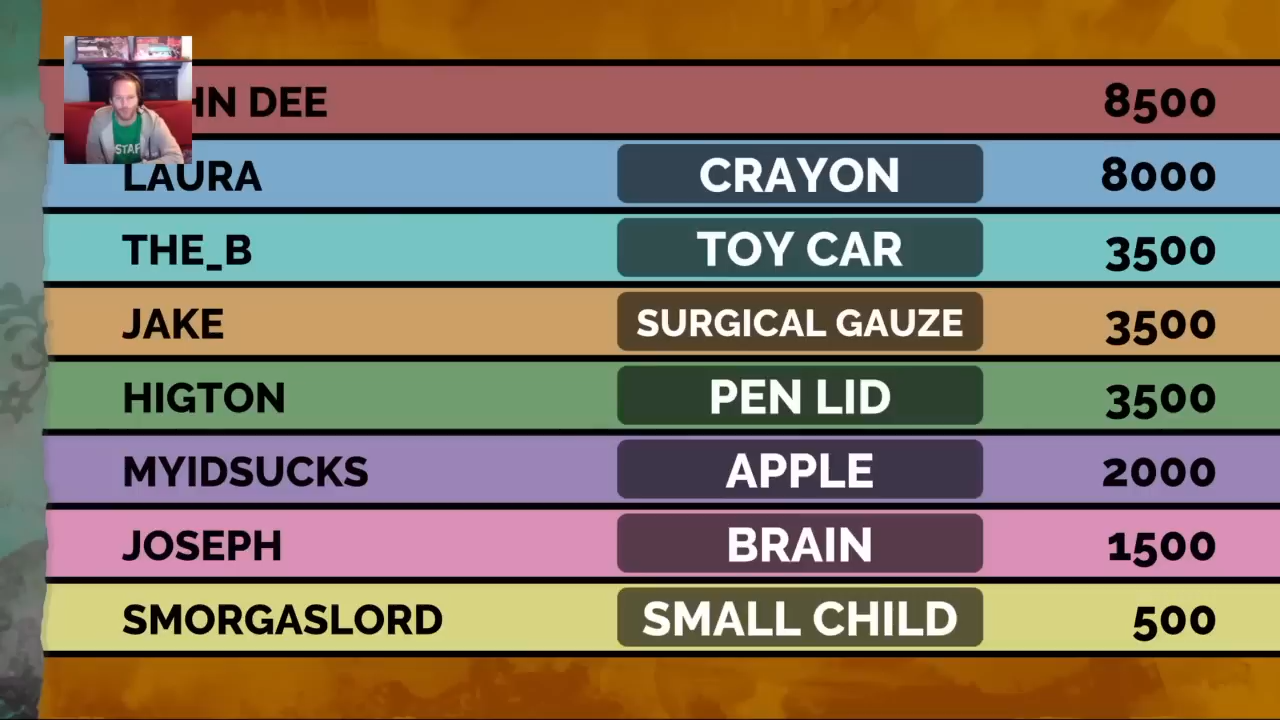 HN DEE 8500
LAURA CRAYON 8000
THE_B TOY CAR 3500
JAKE SURGICAL GAUZE 3500
HIGTON PEN LID 3500
MYIDSUCKS APPLE 2000
JOSEPH BRAIN 1500
SMORGASLORD SMALL CHILD 500
STAF